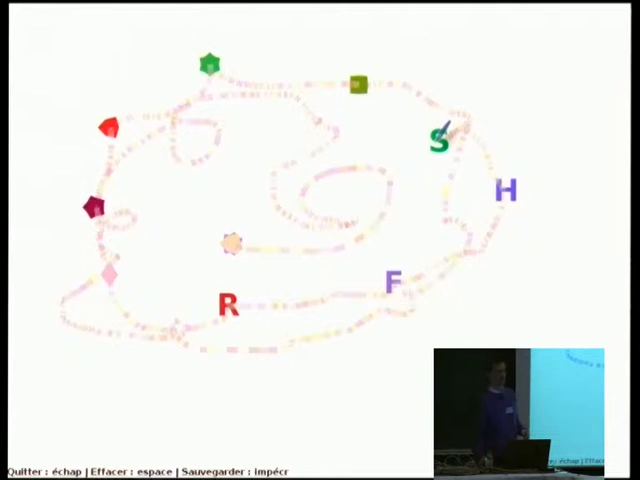 S
H
F
R
Quitter : échap | Effacer : espace | Sauvegarder : impécr